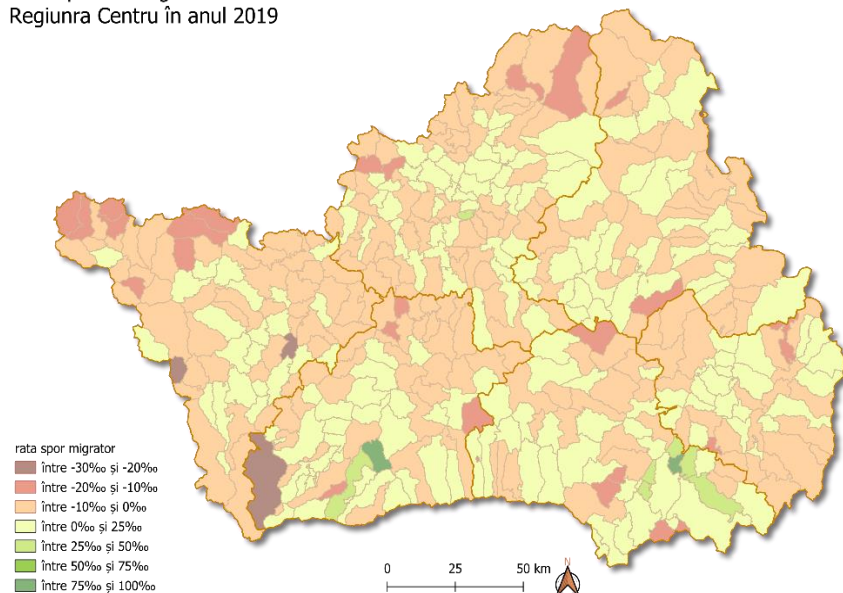 Regiunra Centru în anul 2019
rata spor migrator
între -30‰ și -20‰
între -20‰ și -10‰
între -10‰ și 0‰
între 0‰ și 25‰
între 25‰ și 50‰
între 50‰ și 75‰
între 75‰ și 100‰
0 25 50 km
N